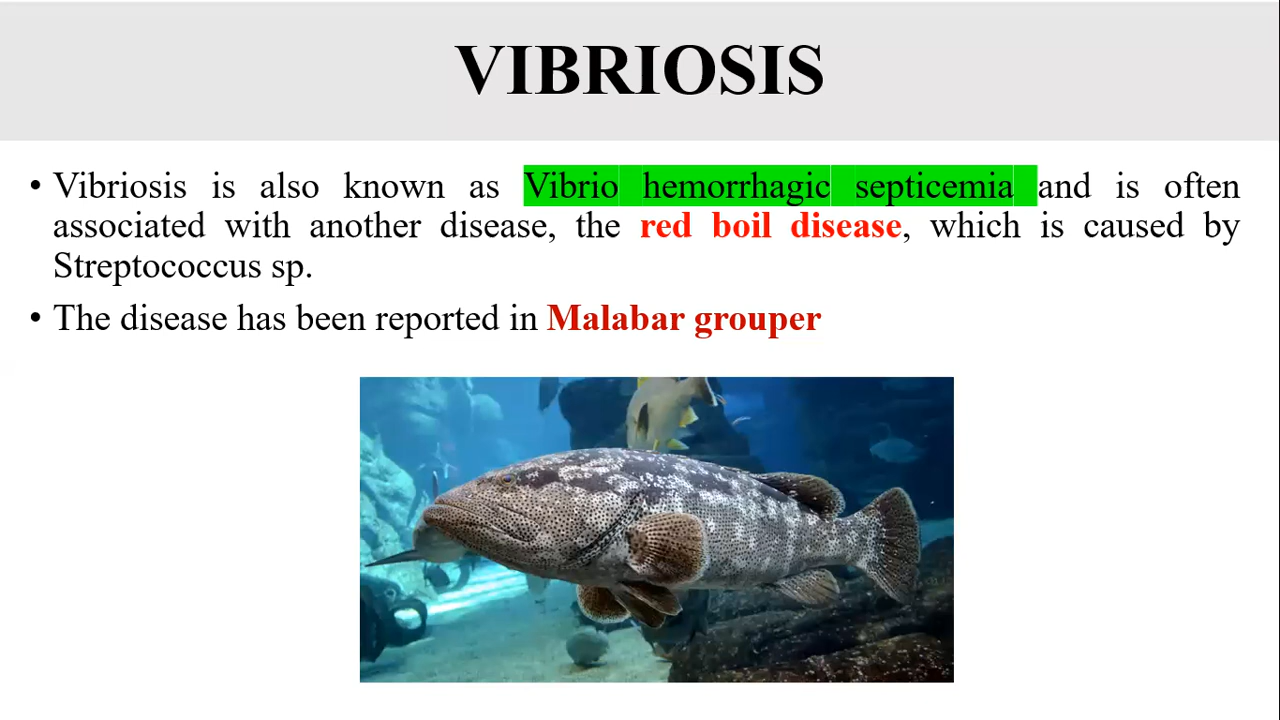 VIBRIOSIS
• Vibriosis is also known as Vibrio hemorrhagic septicemia and is often
associated with another disease, the red boil disease, which is caused by
Streptococcus sp.
• The disease has been reported in Malabar grouper